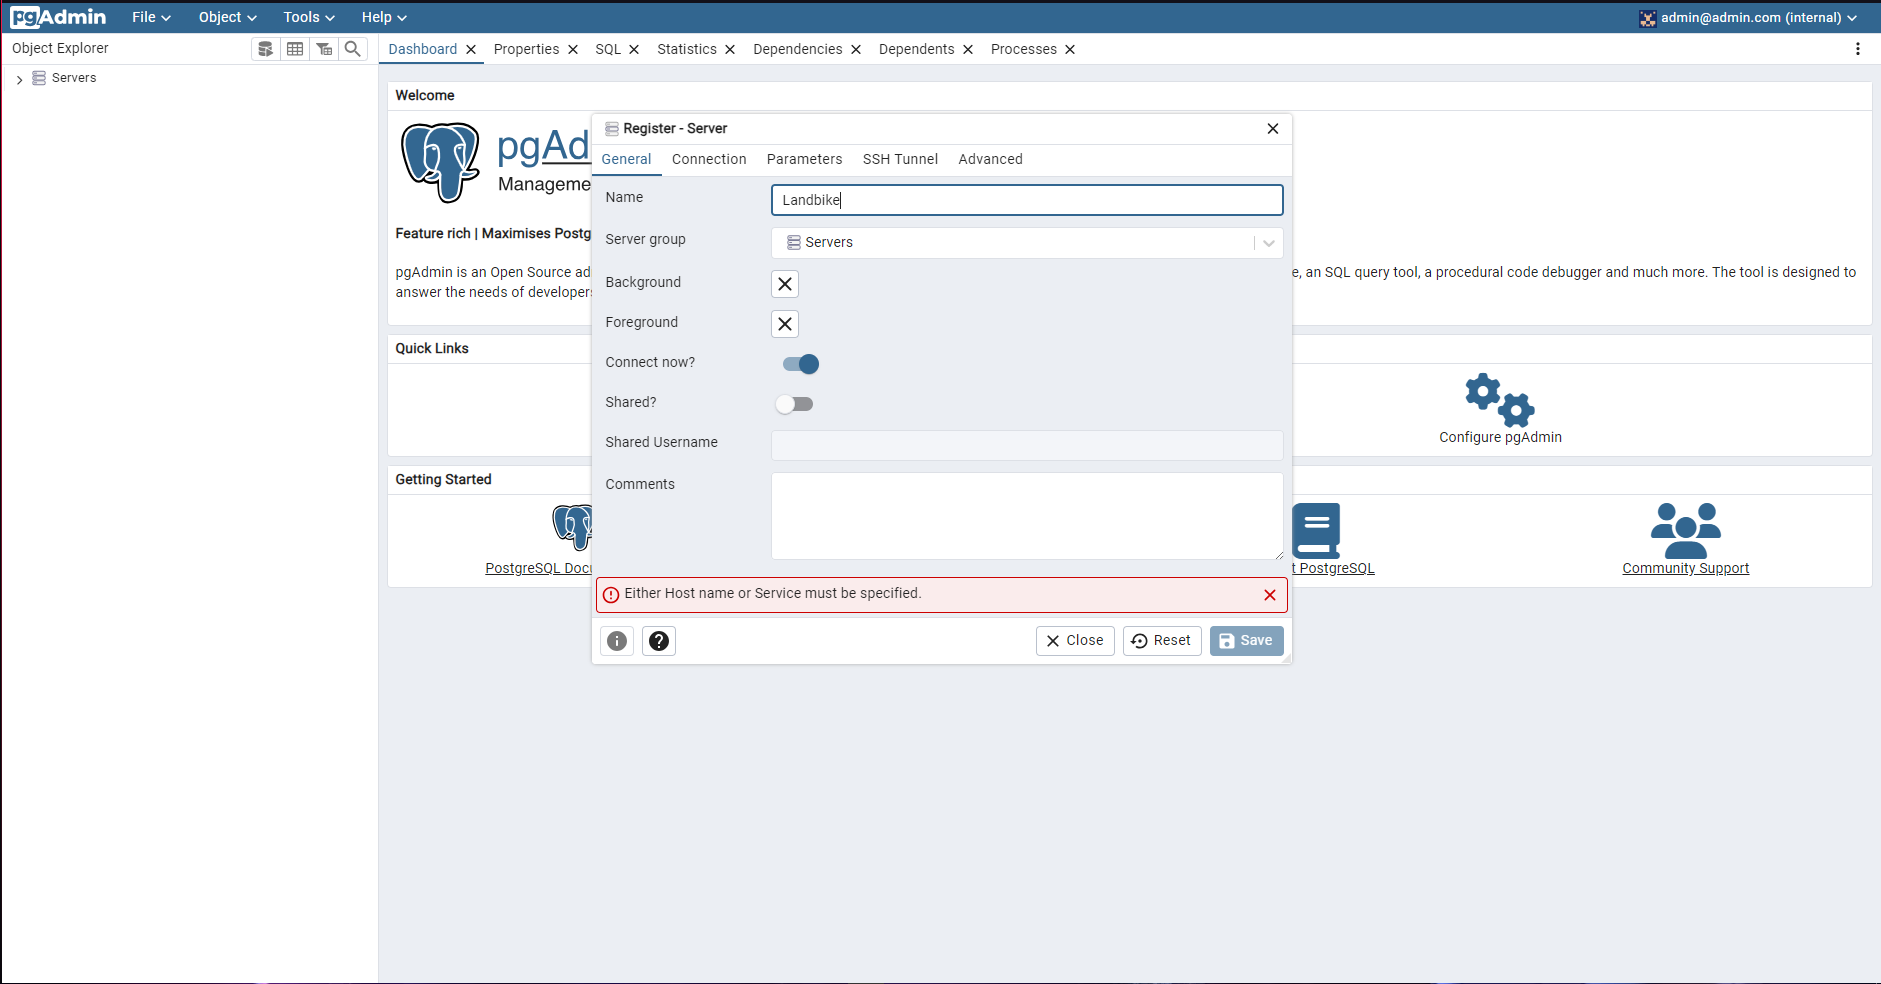 pgAdmin File Object Tools Help admin@admin.com (internal)
Object Explorer
Dashboard Properties SQL Statistics Dependencies Dependents Processes
Servers
Welcome
pgAd
Manageme
Feature rich | Maximises Postg
pgAdmin is an Open Source ad
e, an SQL query tool, a procedural code debugger and much more. The tool is designed to
answer the needs of developers
Quick Links
Configure pgAdmin
Getting Started
PostgreSQL Docu
t PostgreSQL
Community Support
Register - Server
General Connection Parameters SSH Tunnel Advanced
Name Landbike
Server group Servers
Background
Foreground
Connect now?
Shared?
Shared Username
Comments
Either Host name or Service must be specified.
Close Reset Save